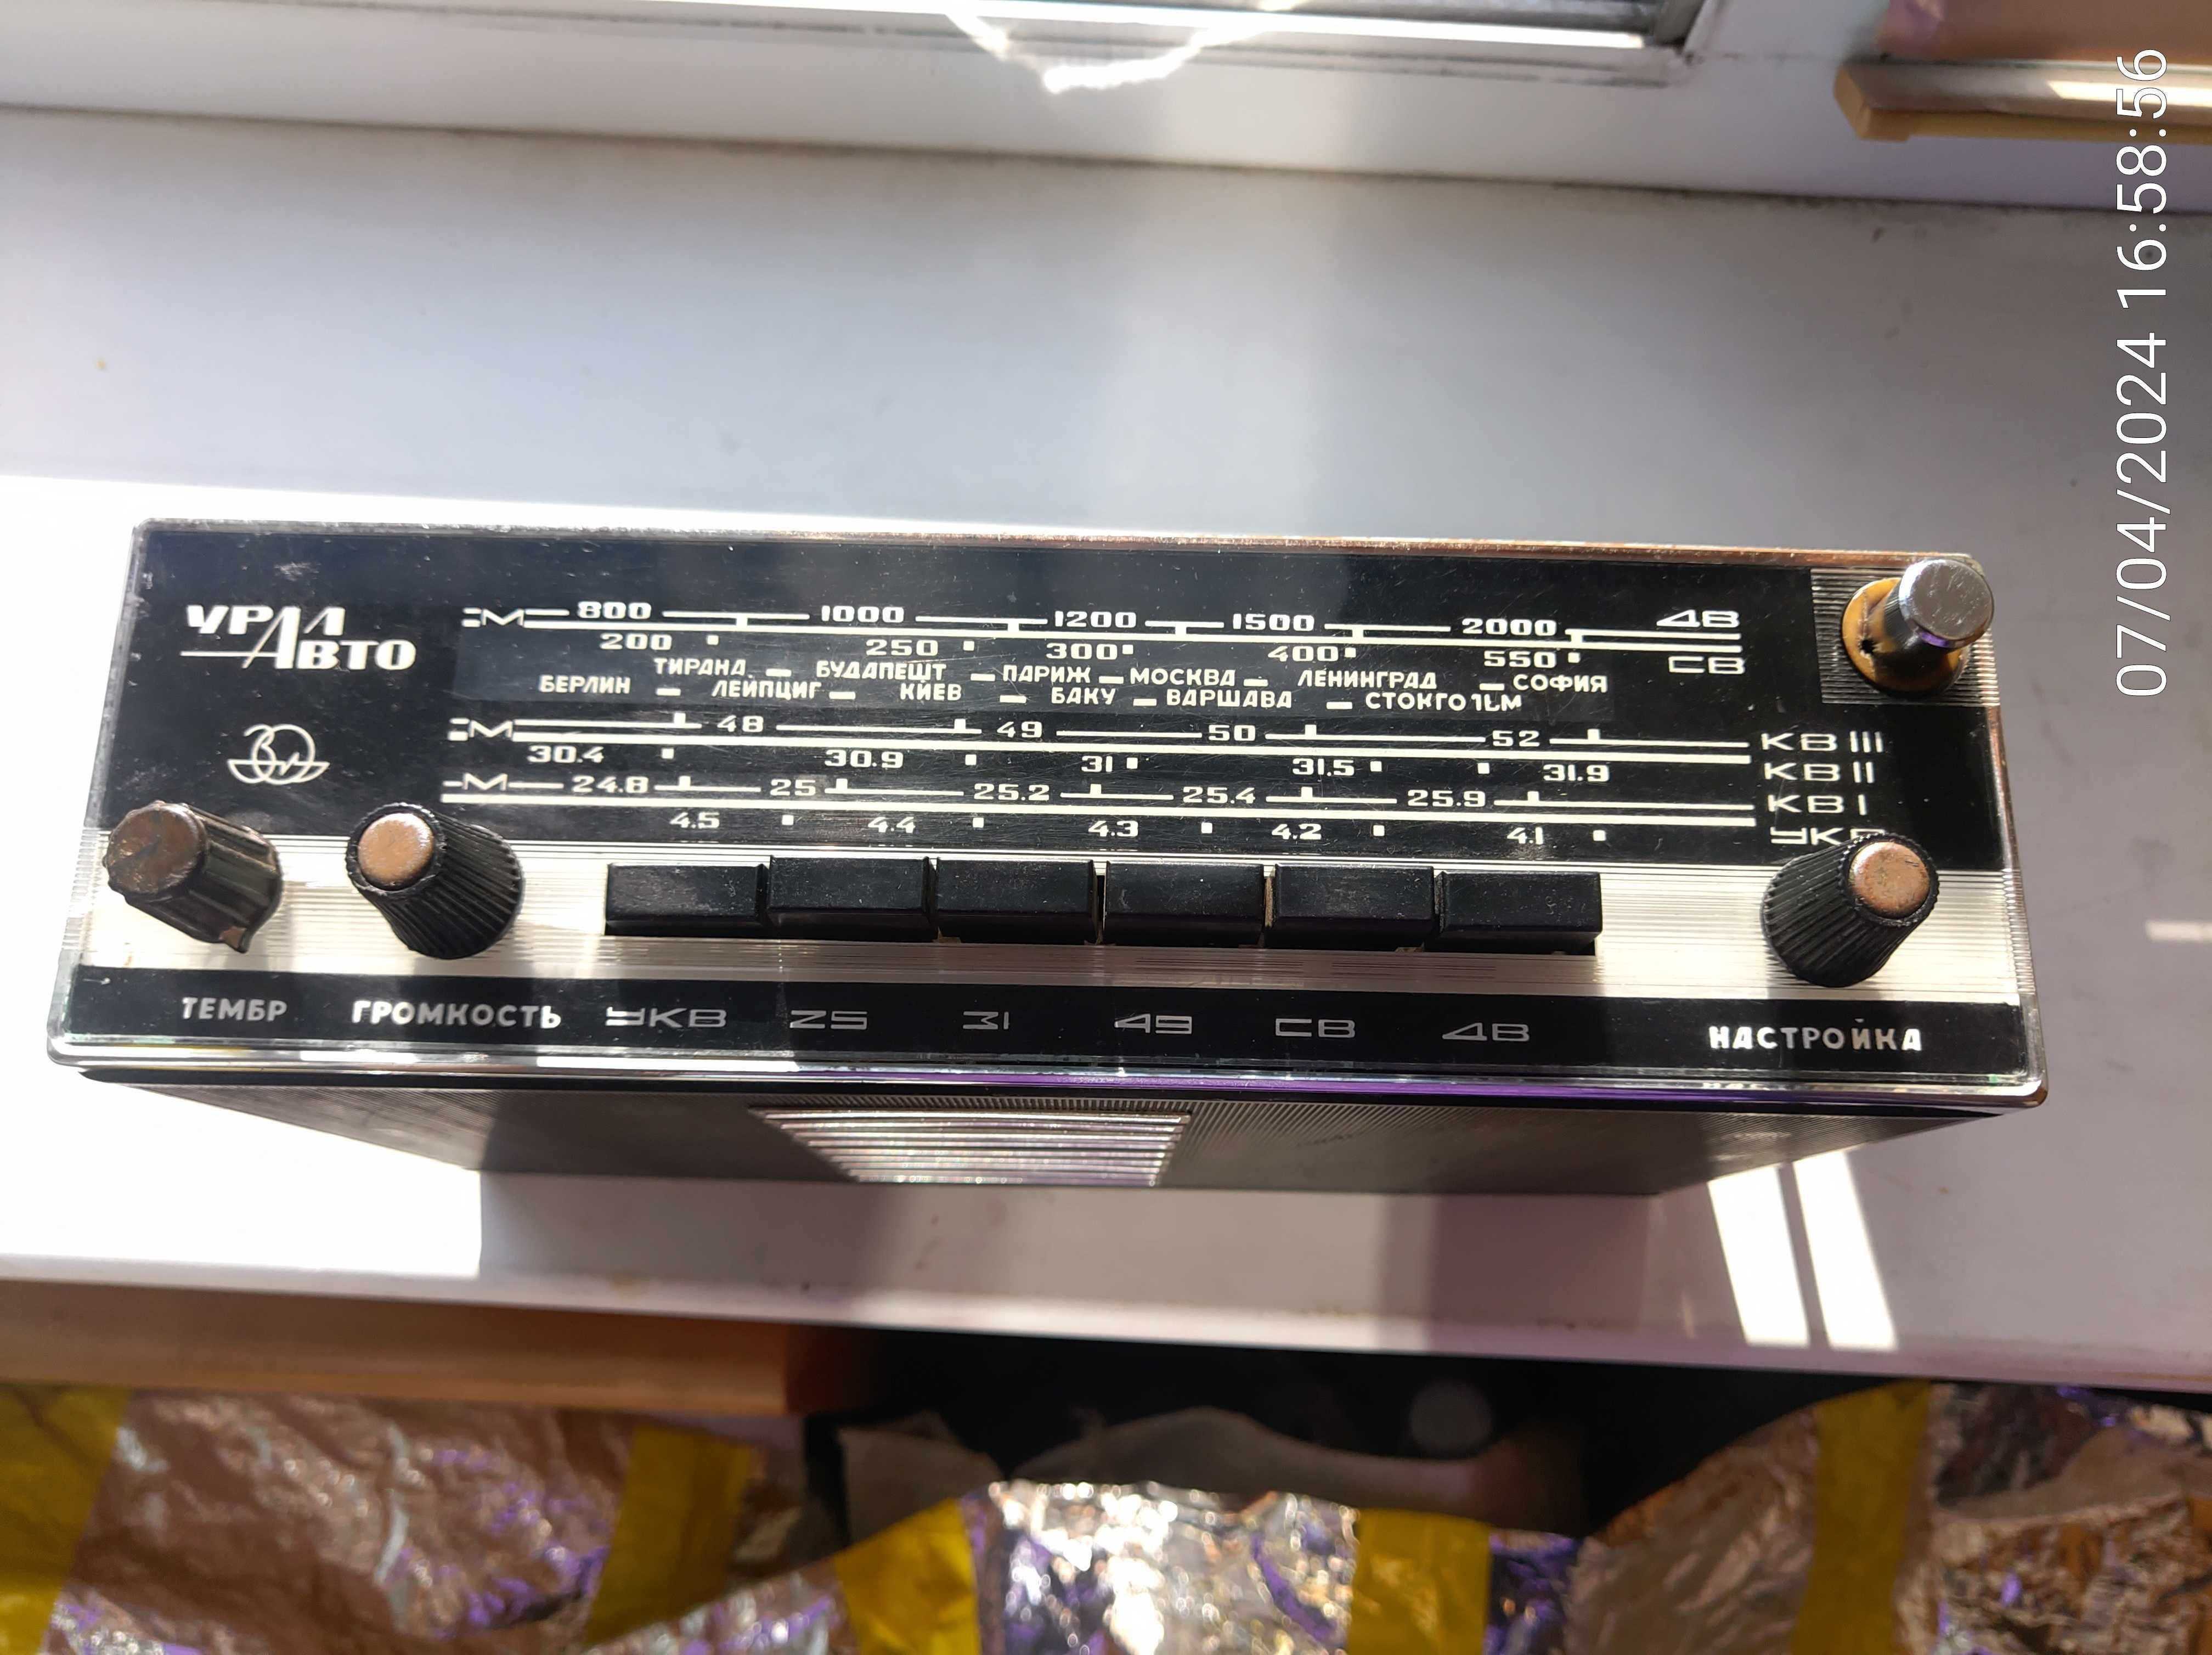 07/04/2024 16:58:56
УРАЛ
АВТО
М 800 1000 1200 1500 2000 ДВ
200 250 300 400 550 СВ
ТИРАНА БУДАПЕШТ ПАРИЖ МОСКВА ЛЕНИНГРАД СОФИЯ
БЕРЛИН ЛЕЙПЦИГ КИЕВ БАКУ ВАРШАВА СТОКГОЛЬМ
М 48 49 50 52 КВ III
30.4 30.9 31 31.5 31.9 КВ II
М 24.8 25 25.2 25.4 25.9 КВ I
4.5 4.4 4.3 4.2 4.1 УКВ
ТЕМБР ГРОМКОСТЬ УКВ 25 31 49 СВ ДВ НАСТРОЙКА